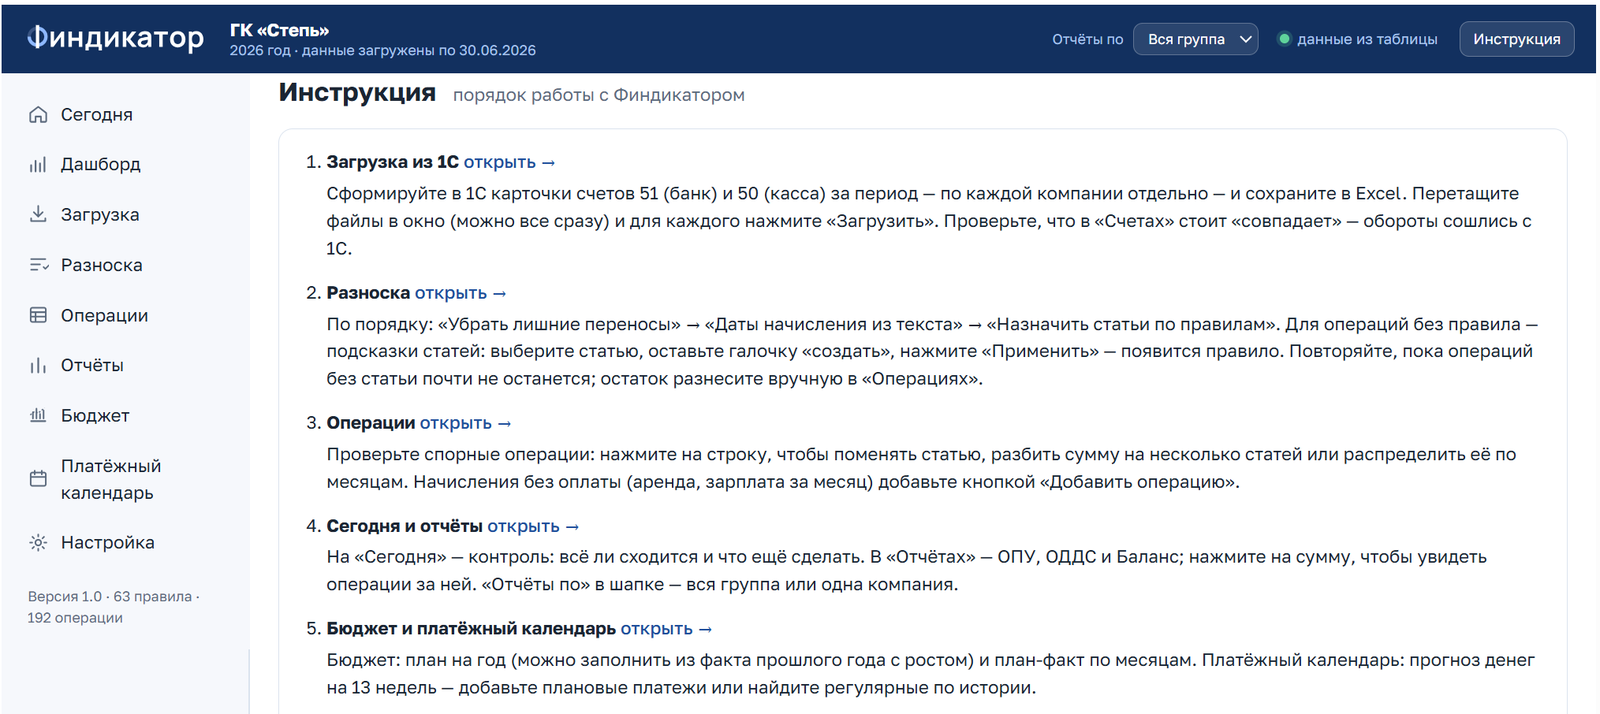 Финдикатор
ГК «Степь»
2026 год · данные загружены по 30.06.2026
Отчёты по
Вся группа
данные из таблицы
Инструкция
Сегодня
Дашборд
Загрузка
Разноска
Операции
Отчёты
Бюджет
Платёжный
календарь
Настройка
Версия 1.0 · 63 правила ·
192 операции
Инструкция порядок работы с Финдикатором
1. Загрузка из 1С открыть →
Сформируйте в 1С карточки счетов 51 (банк) и 50 (касса) за период — по каждой компании отдельно — и сохраните в Excel. Перетащите
файлы в окно (можно все сразу) и для каждого нажмите «Загрузить». Проверьте, что в «Счетах» стоит «совпадает» — обороты сошлись с
1С.
2. Разноска открыть →
По порядку: «Убрать лишние переносы» → «Даты начисления из текста» → «Назначить статьи по правилам». Для операций без правила —
подсказки статей: выберите статью, оставьте галочку «создать», нажмите «Применить» — появится правило. Повторяйте, пока операций
без статьи почти не останется; остаток разнесите вручную в «Операциях».
3. Операции открыть →
Проверьте спорные операции: нажмите на строку, чтобы поменять статью, разбить сумму на несколько статей или распределить её по
месяцам. Начисления без оплаты (аренда, зарплата за месяц) добавьте кнопкой «Добавить операцию».
4. Сегодня и отчёты открыть →
На «Сегодня» — контроль: всё ли сходится и что ещё сделать. В «Отчётах» — ОПУ, ОДДС и Баланс; нажмите на сумму, чтобы увидеть
операции за ней. «Отчёты по» в шапке — вся группа или одна компания.
5. Бюджет и платёжный календарь открыть →
Бюджет: план на год (можно заполнить из факта прошлого года с ростом) и план-факт по месяцам. Платёжный календарь: прогноз денег
на 13 недель — добавьте плановые платежи или найдите регулярные по истории.